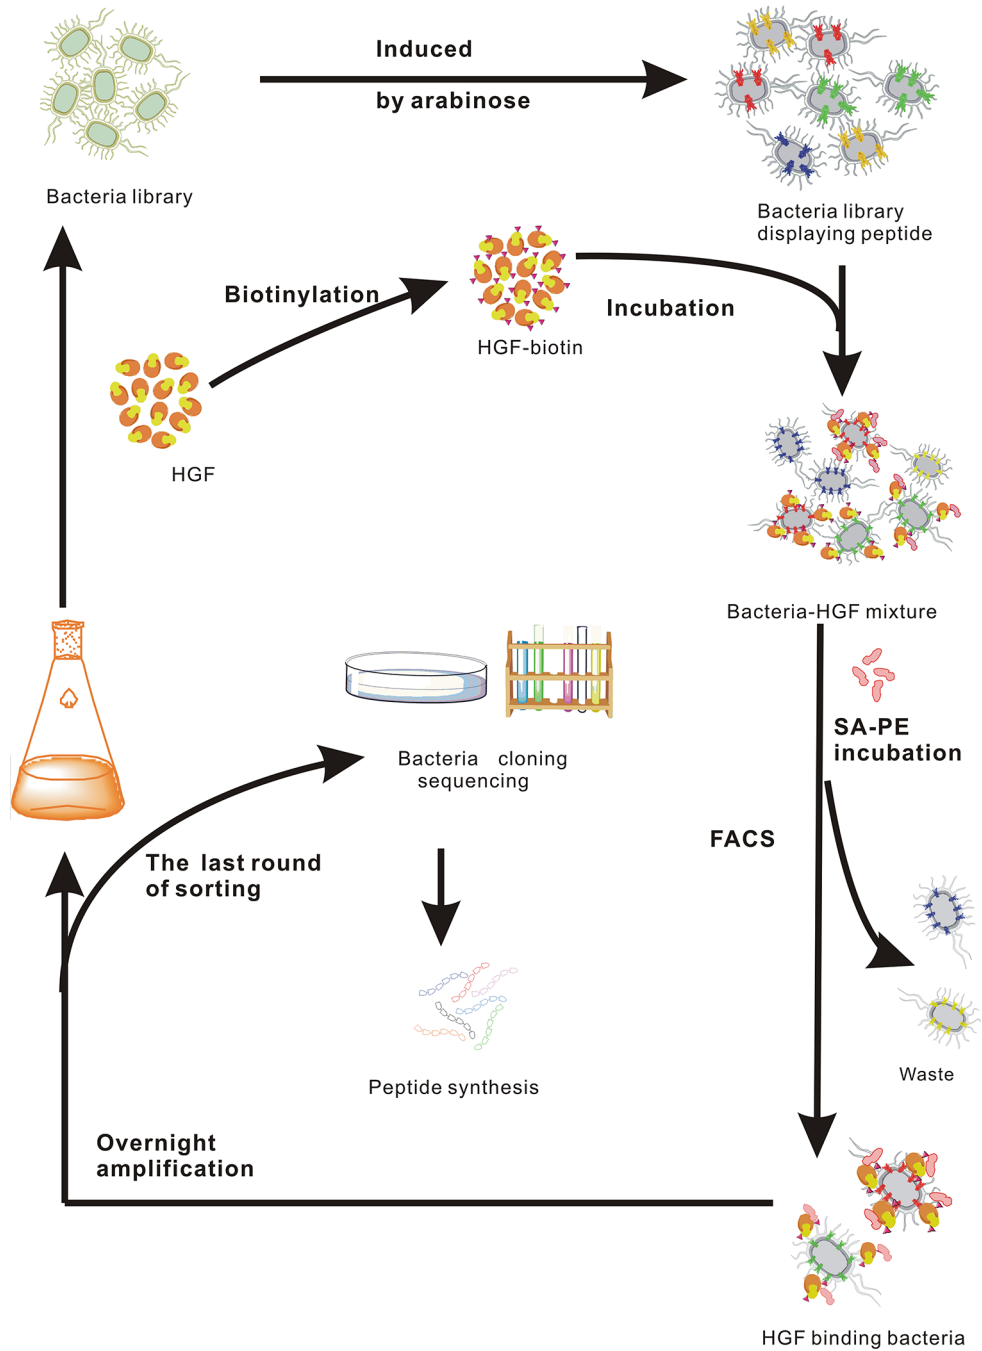 Induced
by arabinose
Bacteria library
Bacteria library
displaying peptide
Biotinylation
Incubation
HGF-biotin
HGF
Bacteria-HGF mixture
SA-PE
incubation
Bacteria cloning
sequencing
FACS
The last round
of sorting
Waste
Peptide synthesis
Overnight
amplification
HGF binding bacteria